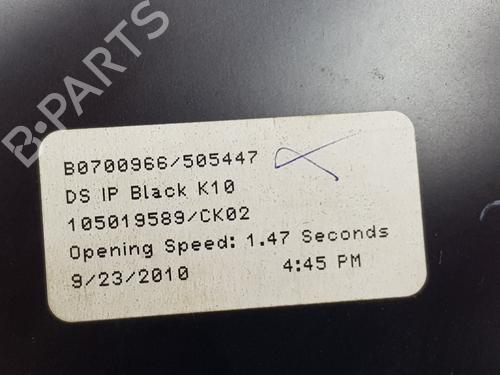 B-PARTS
B0700966/505447
DS IP Black K10
105019589/CK02
Opening Speed: 1.47 Seconds
9/23/2010 4:45 PM